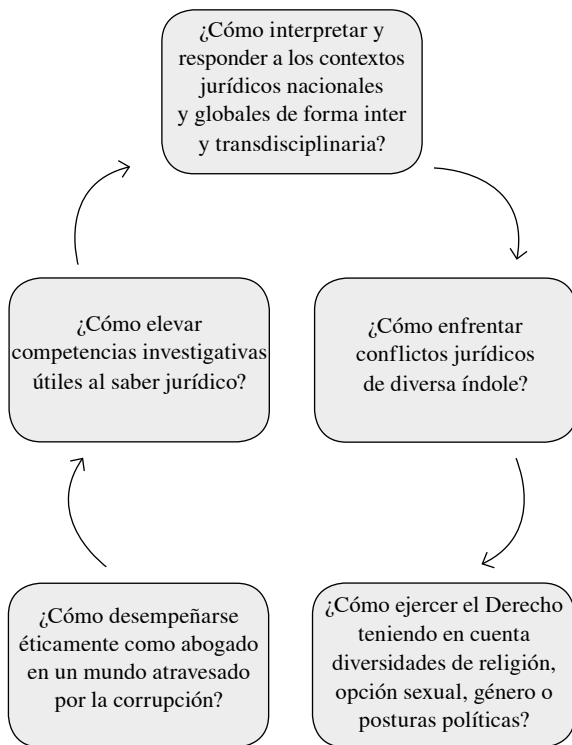 ¿Cómo interpretar y
responder a los contextos
jurídicos nacionales
y globales de forma inter
y transdisciplinaria?
¿Cómo elevar
competencias investigativas
útiles al saber jurídico?
¿Cómo enfrentar
conflictos jurídicos
de diversa índole?
¿Cómo desempeñarse
éticamente como abogado
en un mundo atravesado
por la corrupción?
¿Cómo ejercer el Derecho
teniendo en cuenta
diversidades de religión,
opción sexual, género o
posturas políticas?